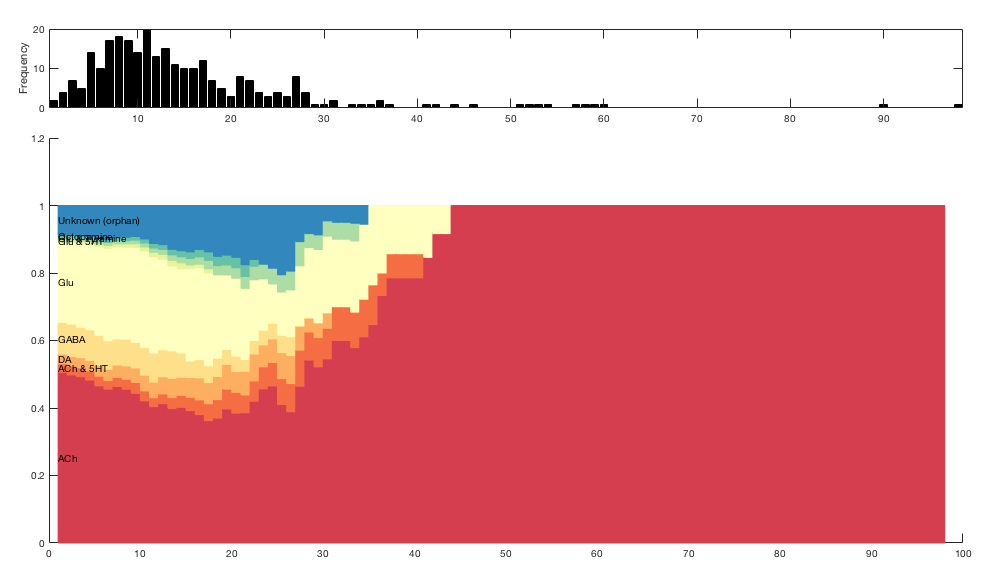 Frequency
20
10
0
10 20 30 40 50 60 70 80 90
1.2
1
0.8
0.6
0.4
0.2
0
Unknown (orphan)
Glu & 5HT
Glu
GABA
DA
ACh & 5HT
ACh
0 10 20 30 40 50 60 70 80 90 100